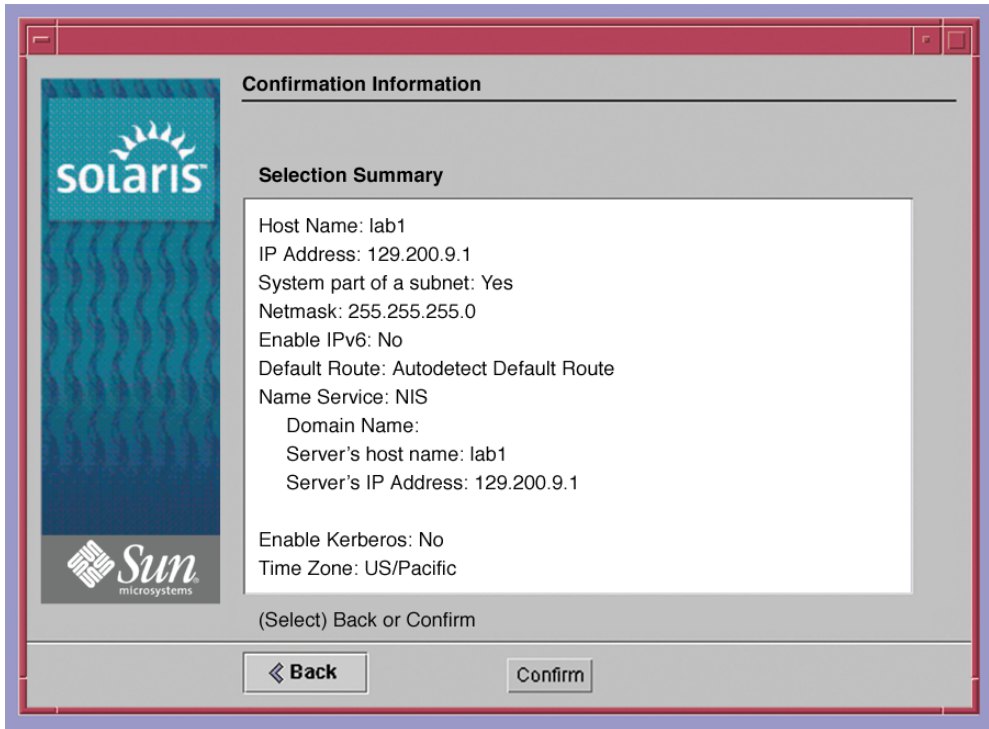 Confirmation Information
solaris™
Selection Summary
Host Name: lab1
IP Address: 129.200.9.1
System part of a subnet: Yes
Netmask: 255.255.255.0
Enable IPv6: No
Default Route: Autodetect Default Route
Name Service: NIS
Domain Name:
Server's host name: lab1
Server's IP Address: 129.200.9.1
Enable Kerberos: No
Time Zone: US/Pacific
Sun
microsystems
(Select) Back or Confirm
Back
Confirm